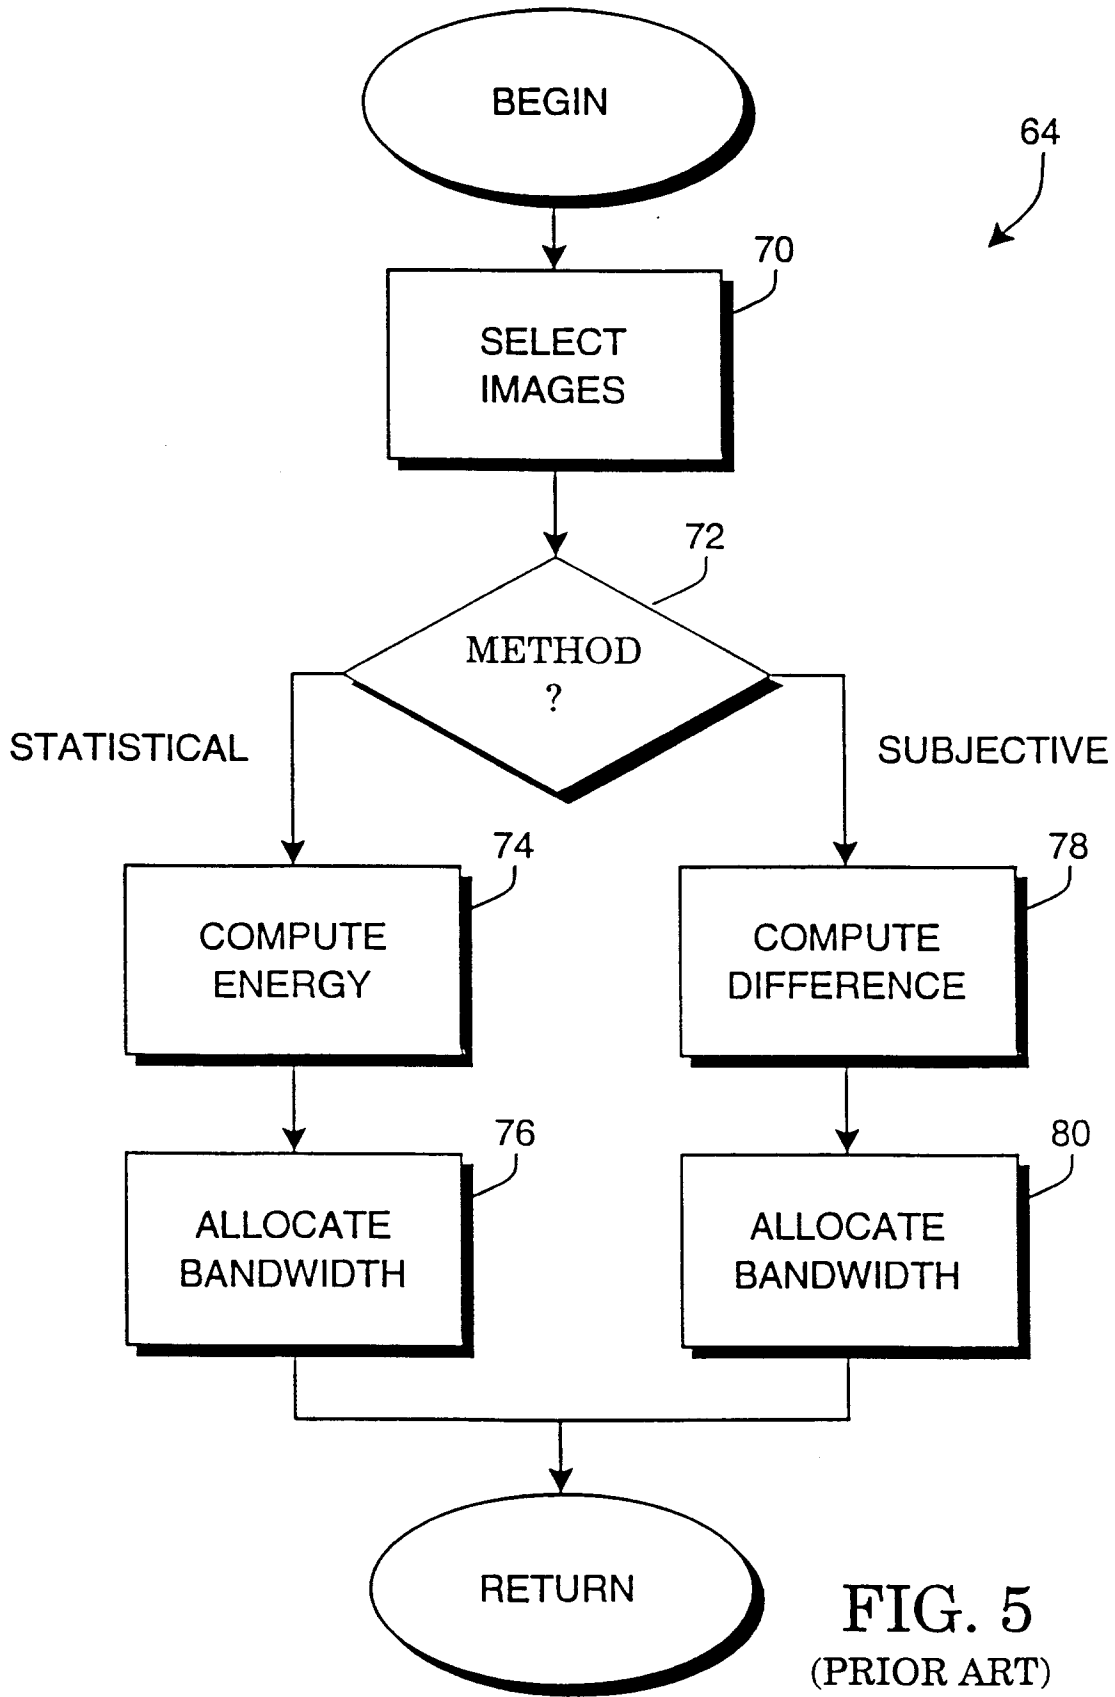 BEGIN
64
70
SELECT
IMAGES
72
METHOD
?
STATISTICAL
SUBJECTIVE
74
COMPUTE
ENERGY
78
COMPUTE
DIFFERENCE
76
ALLOCATE
BANDWIDTH
80
ALLOCATE
BANDWIDTH
RETURN
FIG. 5
(PRIOR ART)